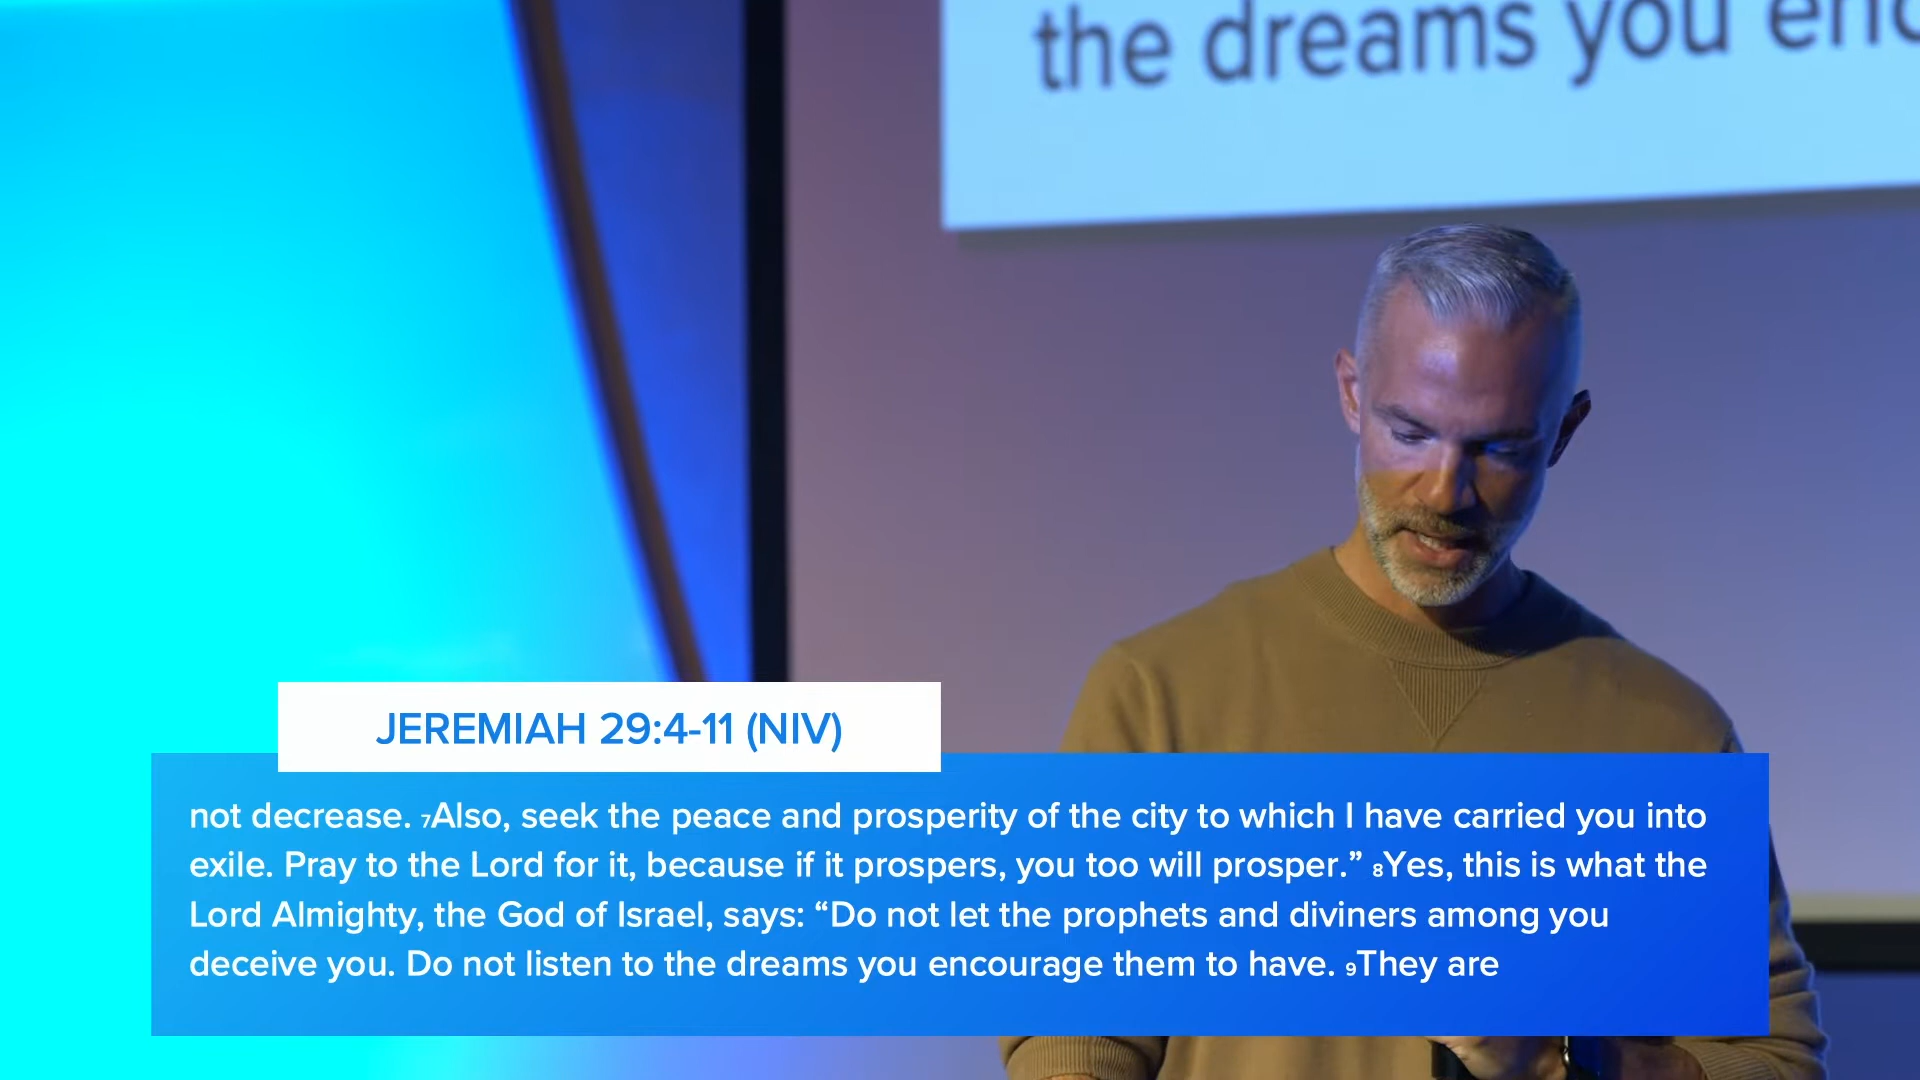 the dreams you enc
JEREMIAH 29:4-11 (NIV)
not decrease. 7Also, seek the peace and prosperity of the city to which I have carried you into
exile. Pray to the Lord for it, because if it prospers, you too will prosper.” 8Yes, this is what the
Lord Almighty, the God of Israel, says: “Do not let the prophets and diviners among you
deceive you. Do not listen to the dreams you encourage them to have. 9They are